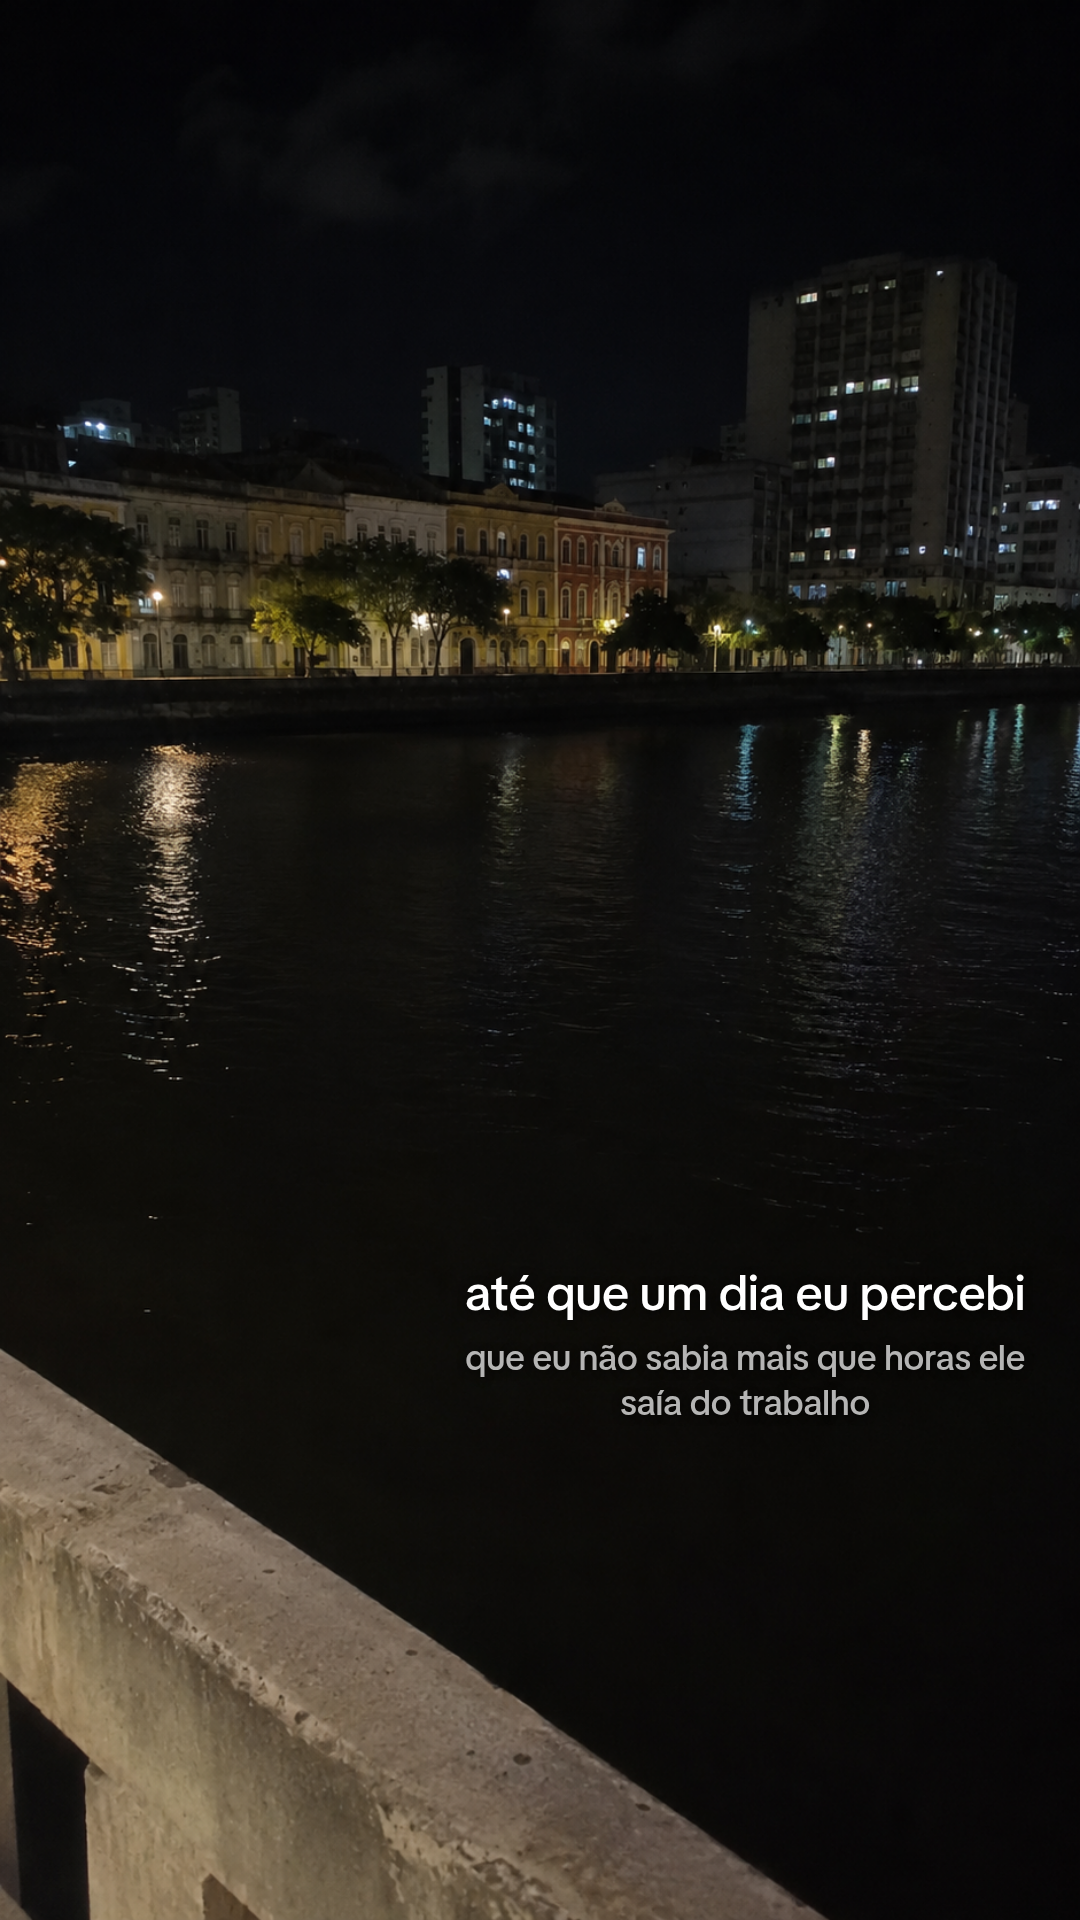 até que um dia eu percebi
que eu não sabia mais que horas ele
saía do trabalho